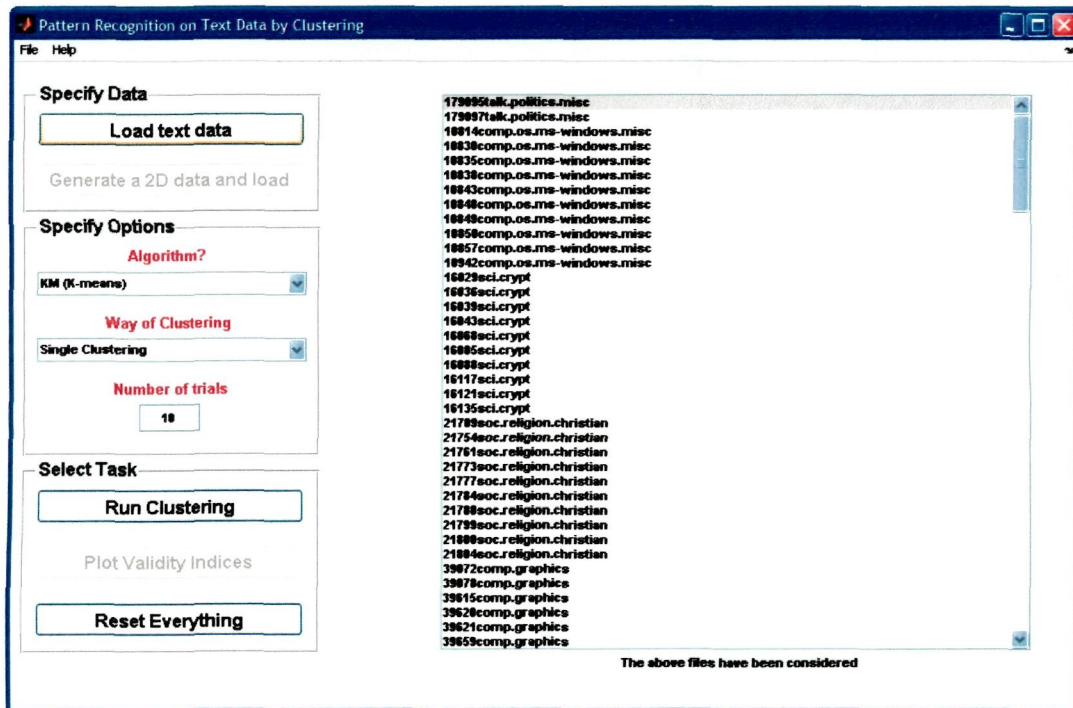 Pattern Recognition on Text Data by Clustering
File Help
Specify Data
Load text data
Generate a 2D data and load
Specify Options
Algorithm?
KM (K-means)
Way of Clustering
Single Clustering
Number of trials
10
Select Task
Run Clustering
Plot Validity Indices
Reset Everything
179095talk.politics.misc
179097talk.politics.misc
10814comp.os.ms-windows.misc
10830comp.os.ms-windows.misc
10835comp.os.ms-windows.misc
10838comp.os.ms-windows.misc
10843comp.os.ms-windows.misc
10848comp.os.ms-windows.misc
10849comp.os.ms-windows.misc
10850comp.os.ms-windows.misc
10857comp.os.ms-windows.misc
10942comp.os.ms-windows.misc
16029sci.crypt
16036sci.crypt
16039sci.crypt
16043sci.crypt
16068sci.crypt
16085sci.crypt
16088sci.crypt
16117sci.crypt
16121sci.crypt
16135sci.crypt
21709soc.religion.christian
21754soc.religion.christian
21761soc.religion.christian
21773soc.religion.christian
21777soc.religion.christian
21784soc.religion.christian
21788soc.religion.christian
21799soc.religion.christian
21800soc.religion.christian
21804soc.religion.christian
39072comp.graphics
39078comp.graphics
39615comp.graphics
39620comp.graphics
39621comp.graphics
39659comp.graphics
The above files have been considered